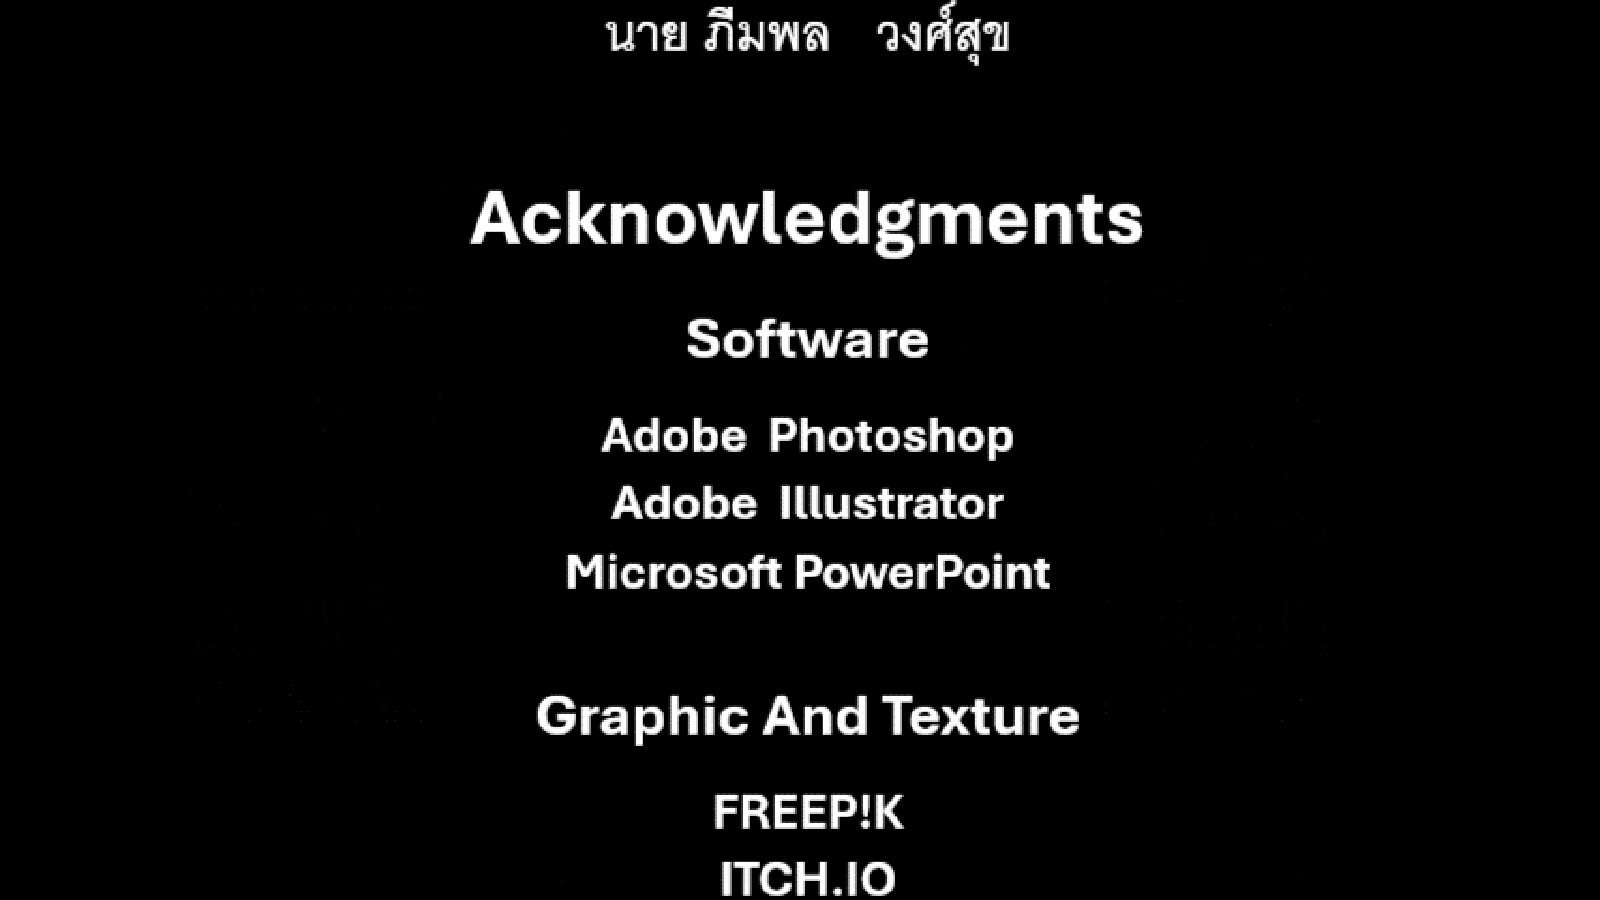 นาย ภีมพล วงศ์สุข
Acknowledgments
Software
Adobe Photoshop
Adobe Illustrator
Microsoft PowerPoint
Graphic And Texture
FREEP!K
ITCH.IO